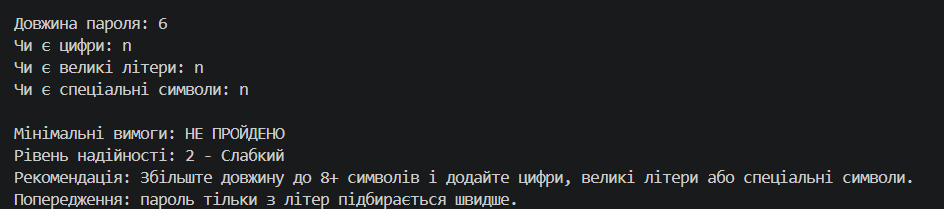 Довжина пароля: 6
Чи є цифри: n
Чи є великі літери: n
Чи є спеціальні символи: n
Мінімальні вимоги: НЕ ПРОЙДЕНО
Рівень надійності: 2 - Слабкий
Рекомендація: Збільште довжину до 8+ символів і додайте цифри, великі літери або спеціальні символи.
Попередження: пароль тільки з літер підбирається швидше.